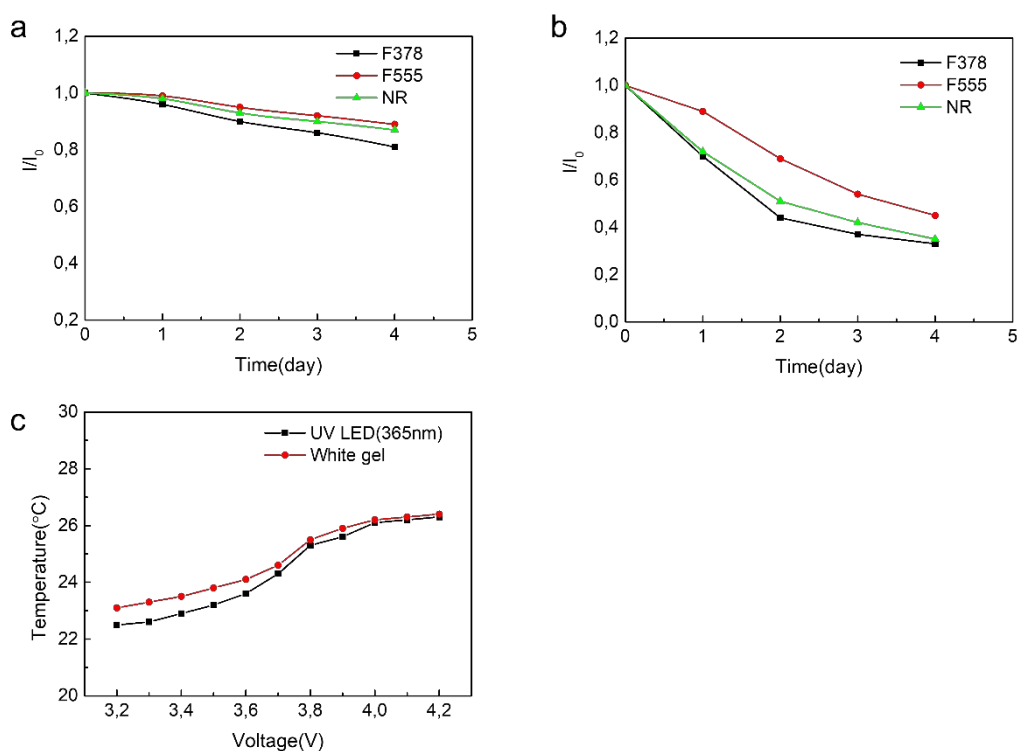 a
1,2
1,0
0,8
0,6
0,4
0,2
I/I0
0 1 2 3 4 5
Time(day)
F378
F555
NR
b
1,2
1,0
0,8
0,6
0,4
0,2
0,0
I/I0
0 1 2 3 4 5
Time(day)
F378
F555
NR
c
30
28
26
24
22
20
Temperature(°C)
3,2 3,4 3,6 3,8 4,0 4,2
Voltage(V)
UV LED(365nm)
White gel